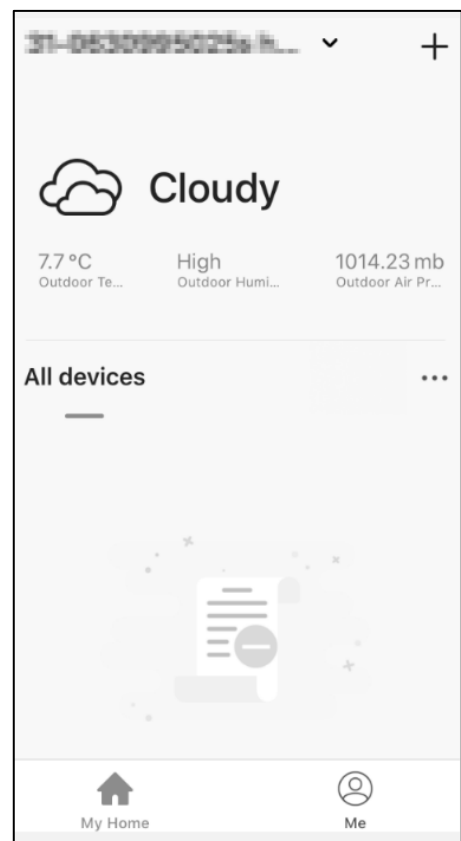 Cloudy
7.7 °C High 1014.23 mb
Outdoor Te... Outdoor Humi... Outdoor Air Pr...
All devices
My Home Me